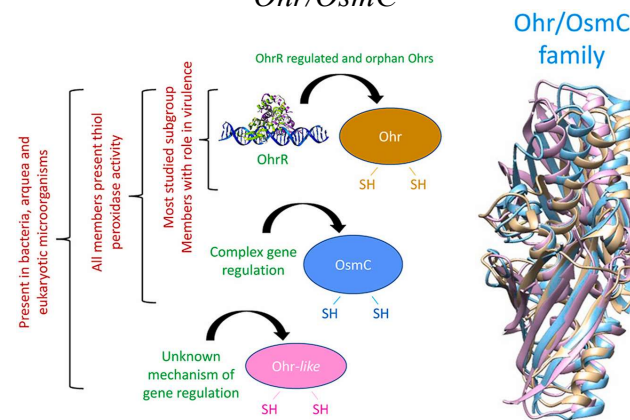 Ohr/OsmC
Ohr/OsmC
family
OhrR regulated and orphan Ohrs
Present in bacteria, arquea and
eukaryotic microorganisms
All members present thiol
peroxidase activity
Most studied subgroup
Members with role in virulence
OhrR
Ohr
SH SH
Complex gene
regulation
OsmC
SH SH
Unknown
mechanism of
gene regulation
Ohr-like
SH SH